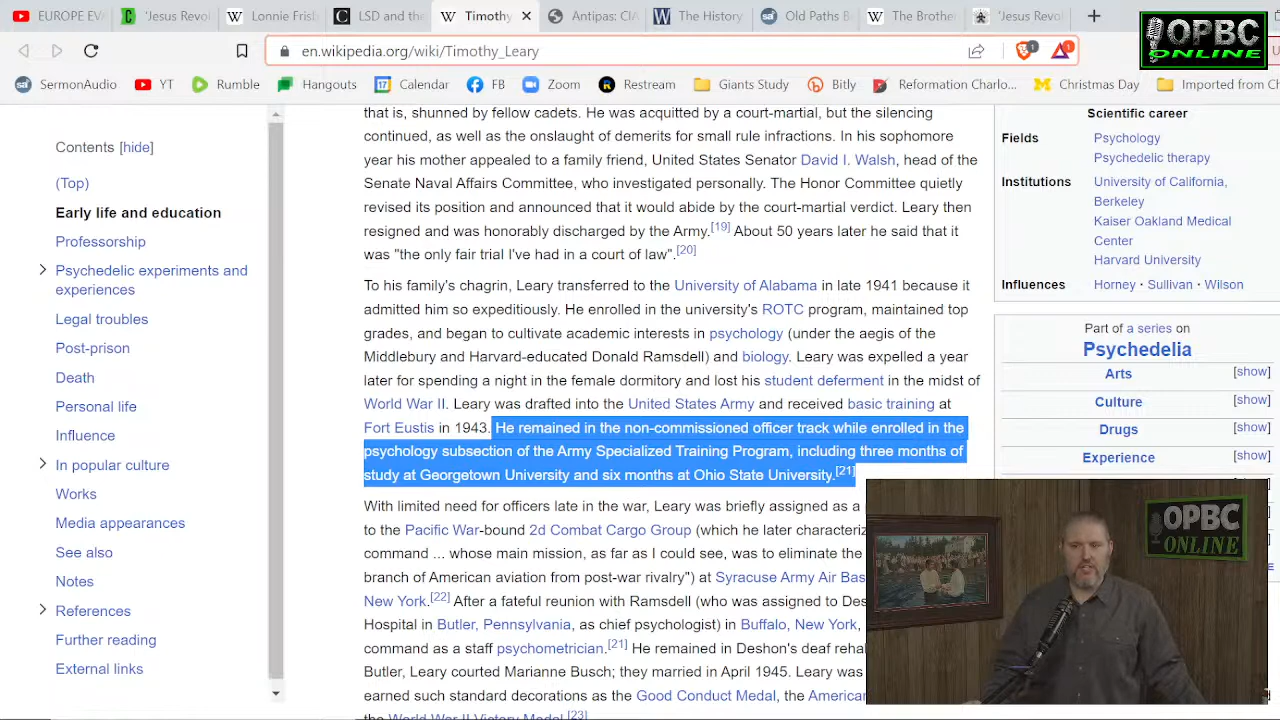 EUROPE EV
'Jesus Revol
Lonnie Frisb
LSD and the
Timothy
Antipas: CIA
The History
Old Paths B
The Brother
'Jesus Revol
OPBC
ONLINE
en.wikipedia.org/wiki/Timothy_Leary
1
1
SermonAudio
YT
Rumble
Hangouts
17 Calendar
FB
Zoom
Restream
Giants Study
Bitly
Reformation Charlo...
Christmas Day
Imported from C
Contents [hide]
(Top)
Early life and education
Professorship
Psychedelic experiments and
experiences
Legal troubles
Post-prison
Death
Personal life
Influence
In popular culture
Works
Media appearances
See also
Notes
References
Further reading
External links
that is, shunned by fellow cadets. He was acquitted by a court-martial, but the silencing
continued, as well as the onslaught of demerits for small rule infractions. In his sophomore
year his mother appealed to a family friend, United States Senator David I. Walsh, head of the
Senate Naval Affairs Committee, who investigated personally. The Honor Committee quietly
revised its position and announced that it would abide by the court-martial verdict. Leary then
resigned and was honorably discharged by the Army.[19] About 50 years later he said that it
was "the only fair trial I've had in a court of law".[20]
To his family's chagrin, Leary transferred to the University of Alabama in late 1941 because it
admitted him so expeditiously. He enrolled in the university's ROTC program, maintained top
grades, and began to cultivate academic interests in psychology (under the aegis of the
Middlebury and Harvard-educated Donald Ramsdell) and biology. Leary was expelled a year
later for spending a night in the female dormitory and lost his student deferment in the midst of
World War II. Leary was drafted into the United States Army and received basic training at
Fort Eustis in 1943. He remained in the non-commissioned officer track while enrolled in the
psychology subsection of the Army Specialized Training Program, including three months of
study at Georgetown University and six months at Ohio State University.[21]
With limited need for officers late in the war, Leary was briefly assigned as a
to the Pacific War-bound 2d Combat Cargo Group (which he later characteriz
command ... whose main mission, as far as I could see, was to eliminate the
branch of American aviation from post-war rivalry") at Syracuse Army Air Bas
New York.[22] After a fateful reunion with Ramsdell (who was assigned to Des
Hospital in Butler, Pennsylvania, as chief psychologist) in Buffalo, New York,
command as a staff psychometrician.[21] He remained in Deshon's deaf reha
Butler, Leary courted Marianne Busch; they married in April 1945. Leary was
earned such standard decorations as the Good Conduct Medal, the American
the World War II Victory Medal.[23]
Scientific career
Fields Psychology
Psychedelic therapy
Institutions University of California,
Berkeley
Kaiser Oakland Medical
Center
Harvard University
Influences Horney · Sullivan · Wilson
Part of a series on
Psychedelia
Arts [show]
Culture [show]
Drugs [show]
Experience [show]
OPBC
ONLINE